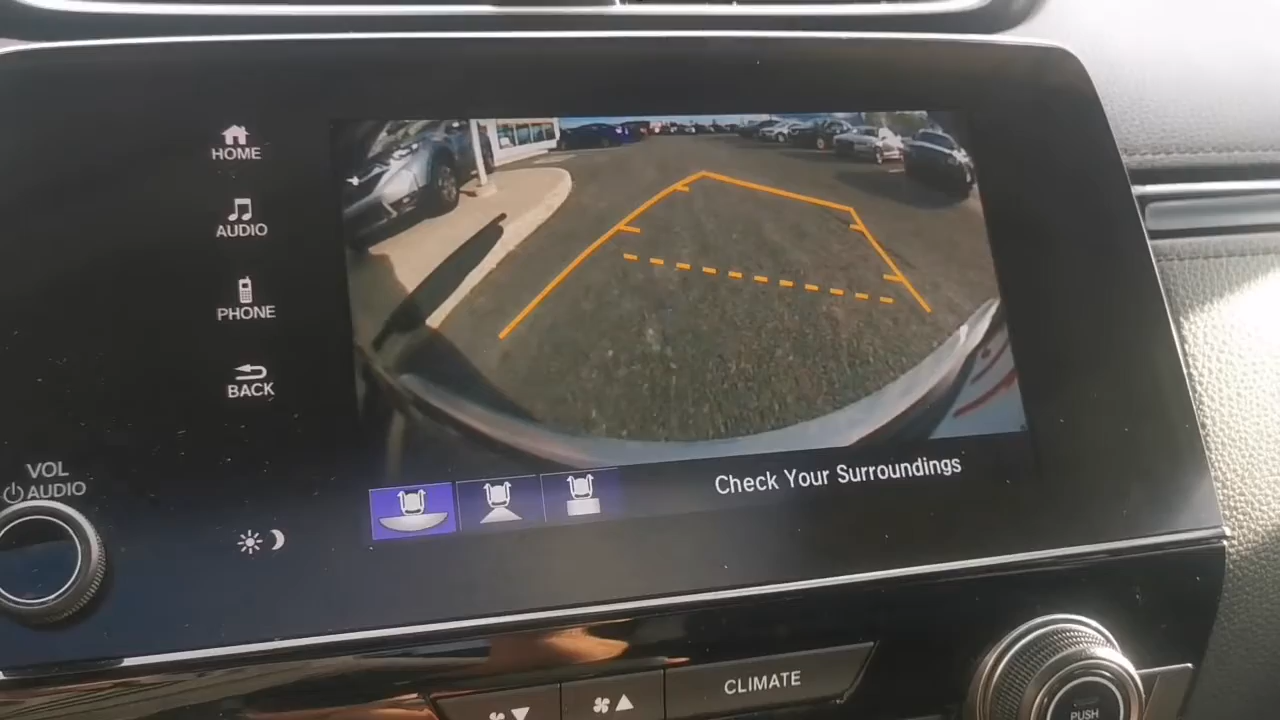 HOME
AUDIO
PHONE
BACK
VOL
AUDIO
Check Your Surroundings
CLIMATE
PUSH